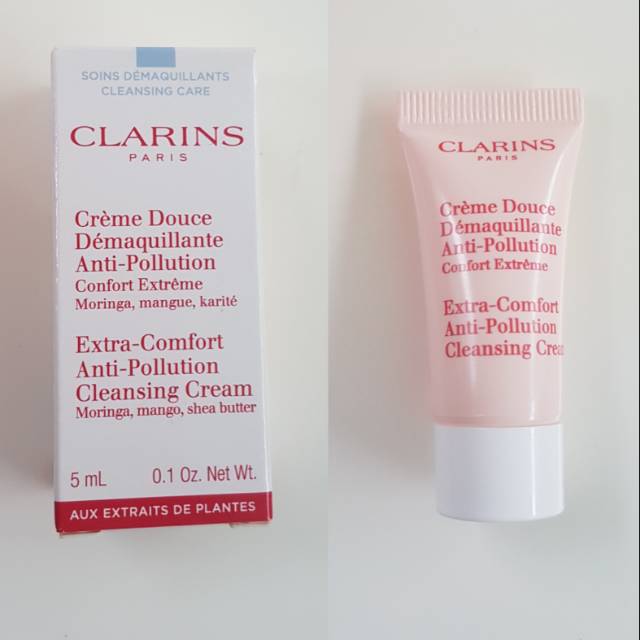 SOINS DÉMAQUILLANTS
CLEANSING CARE
CLARINS
PARIS
Crème Douce
Démaquillante
Anti-Pollution
Confort Extrême
Moringa, mangue, karité
Extra-Comfort
Anti-Pollution
Cleansing Cream
Moringa, mango, shea butter
5 mL 0.1 Oz. Net Wt.
AUX EXTRAITS DE PLANTES
CLARINS
PARIS
Crème Douce
Démaquillante
Anti-Pollution
Confort Extrême
Extra-Comfort
Anti-Pollution
Cleansing Crea